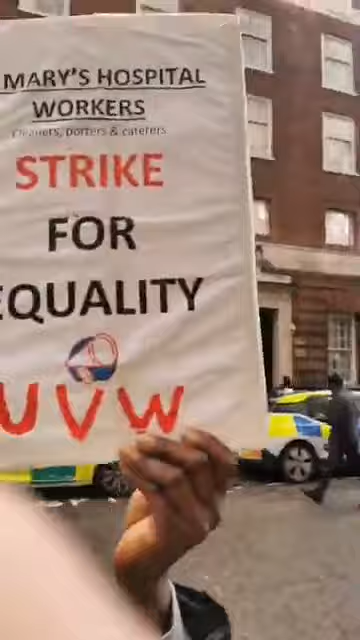 MARY'S HOSPITAL
WORKERS
Cleaners, porters & caterers
STRIKE
FOR
EQUALITY
UVW